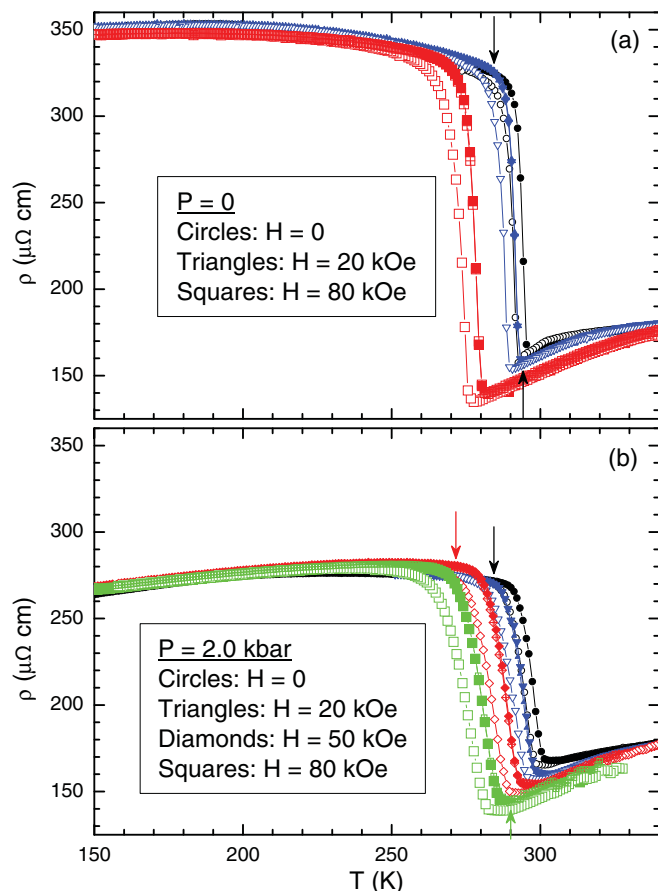 (a)
350
300
250
200
150
ρ (μΩ cm)
P = 0
Circles: H = 0
Triangles: H = 20 kOe
Squares: H = 80 kOe
(b)
350
300
250
200
150
ρ (μΩ cm)
P = 2.0 kbar
Circles: H = 0
Triangles: H = 20 kOe
Diamonds: H = 50 kOe
Squares: H = 80 kOe
150 200 250 300
T (K)